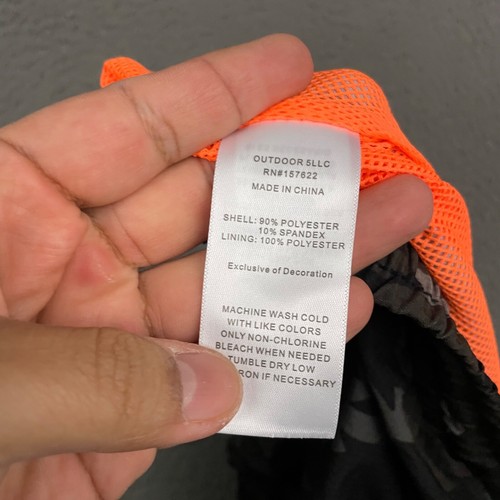 OUTDOOR 5LLC
RN#157622
MADE IN CHINA
SHELL: 90% POLYESTER
10% SPANDEX
LINING: 100% POLYESTER
Exclusive of Decoration
MACHINE WASH COLD
WITH LIKE COLORS
ONLY NON-CHLORINE
BLEACH WHEN NEEDED
TUMBLE DRY LOW
IRON IF NECESSARY